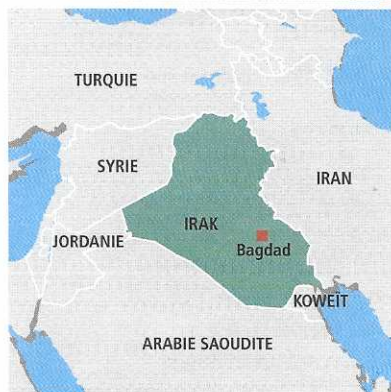 TURQUIE
SYRIE
IRAN
IRAK
Bagdad
JORDANIE
KOWEÏT
ARABIE SAOUDITE